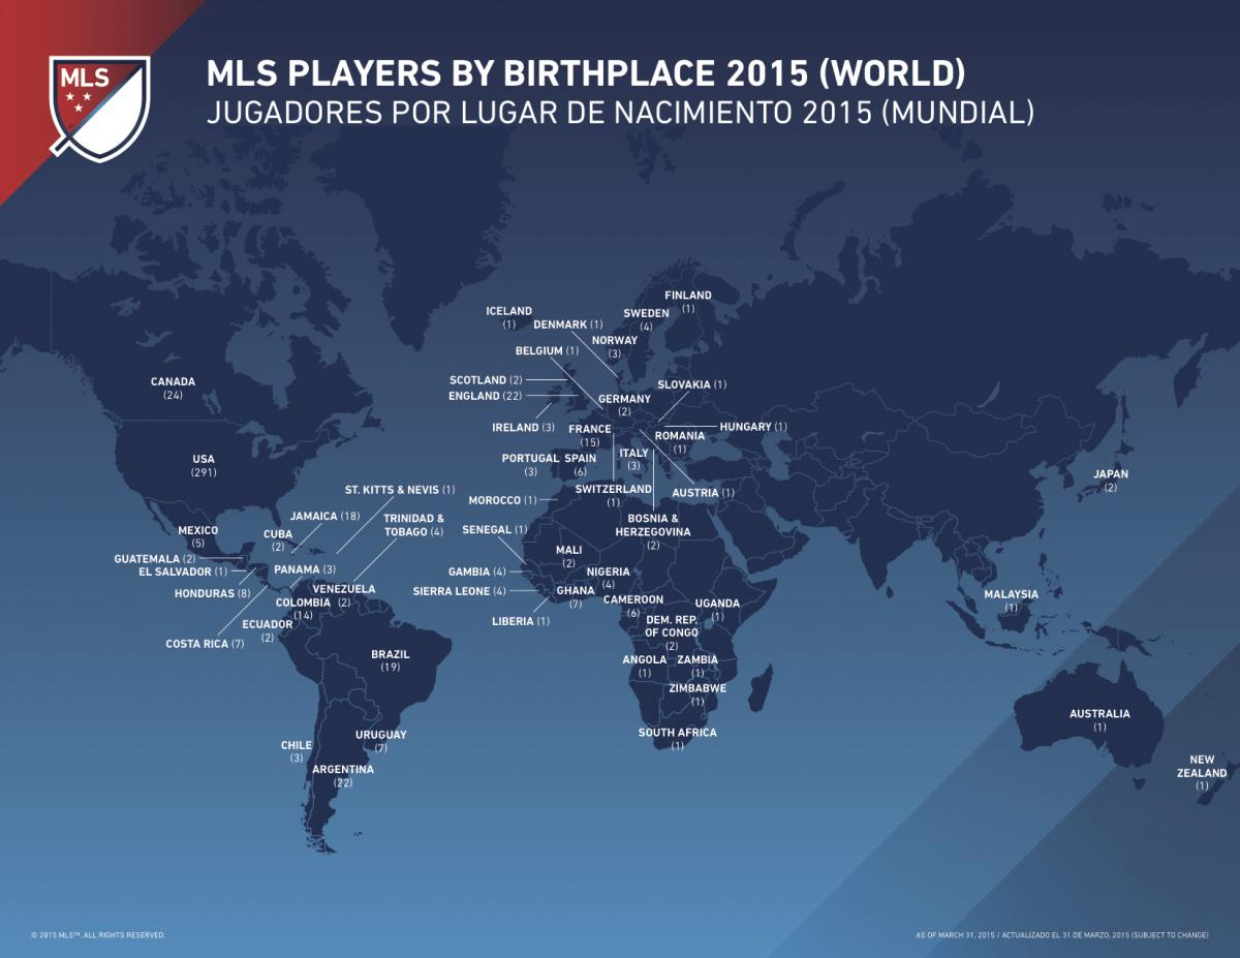 MLS
MLS PLAYERS BY BIRTHPLACE 2015 (WORLD)
JUGADORES POR LUGAR DE NACIMIENTO 2015 (MUNDIAL)
FINLAND
(1)
ICELAND
(1)
SWEDEN
(4)
DENMARK (1)
NORWAY
(3)
BELGIUM (1)
SCOTLAND (2)
ENGLAND (22)
SLOVAKIA (1)
GERMANY
(2)
IRELAND (3)
FRANCE
(15)
HUNGARY (1)
ROMANIA
(1)
PORTUGAL
(3)
SPAIN
(6)
ITALY
(3)
SWITZERLAND
(1)
AUSTRIA (1)
BOSNIA &
HERZEGOVINA
(2)
CANADA
(24)
USA
(291)
ST. KITTS & NEVIS (1)
JAMAICA (18)
TRINIDAD &
TOBAGO (4)
MEXICO
(5)
CUBA
(2)
GUATEMALA (2)
EL SALVADOR (1)
PANAMA (3)
HONDURAS (8)
VENEZUELA
(2)
COLOMBIA
(14)
ECUADOR
(2)
COSTA RICA (7)
BRAZIL
(19)
URUGUAY
(7)
CHILE
(3)
ARGENTINA
(22)
MOROCCO (1)
SENEGAL (1)
MALI
(2)
GAMBIA (4)
NIGERIA
(4)
SIERRA LEONE (4)
GHANA
(7)
CAMEROON
(6)
UGANDA
(1)
LIBERIA (1)
DEM. REP.
OF CONGO
(2)
ANGOLA
(1)
ZAMBIA
(1)
ZIMBABWE
(1)
SOUTH AFRICA
(1)
JAPAN
(2)
MALAYSIA
(1)
AUSTRALIA
(1)
NEW
ZEALAND
(1)
© 2015 MLS™. ALL RIGHTS RESERVED.
AS OF MARCH 31, 2015 / ACTUALIZADO EL 31 DE MARZO, 2015 (SUBJECT TO CHANGE)